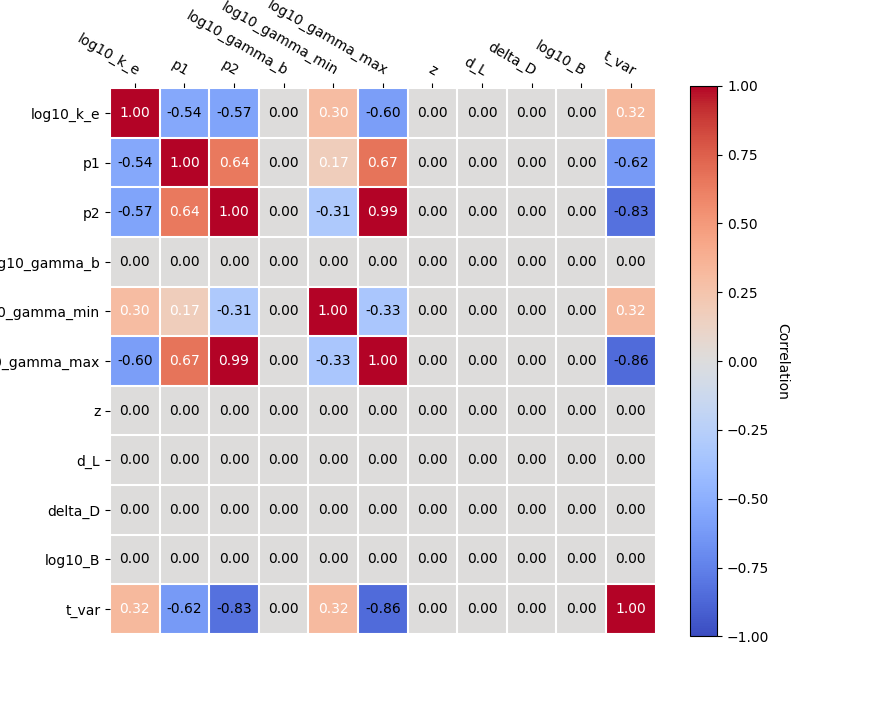 log10_k_e p1 p2 log10_gamma_b log10_gamma_min log10_gamma_max z d_L delta_D log10_B t_var
log10_k_e 1.00 -0.54 -0.57 0.00 0.30 -0.60 0.00 0.00 0.00 0.00 0.32
p1 -0.54 1.00 0.64 0.00 0.17 0.67 0.00 0.00 0.00 0.00 -0.62
p2 -0.57 0.64 1.00 0.00 -0.31 0.99 0.00 0.00 0.00 0.00 -0.83
g10_gamma_b 0.00 0.00 0.00 0.00 0.00 0.00 0.00 0.00 0.00 0.00 0.00
0_gamma_min 0.30 0.17 -0.31 0.00 1.00 -0.33 0.00 0.00 0.00 0.00 0.32
0_gamma_max -0.60 0.67 0.99 0.00 -0.33 1.00 0.00 0.00 0.00 0.00 -0.86
z 0.00 0.00 0.00 0.00 0.00 0.00 0.00 0.00 0.00 0.00 0.00
d_L 0.00 0.00 0.00 0.00 0.00 0.00 0.00 0.00 0.00 0.00 0.00
delta_D 0.00 0.00 0.00 0.00 0.00 0.00 0.00 0.00 0.00 0.00 0.00
log10_B 0.00 0.00 0.00 0.00 0.00 0.00 0.00 0.00 0.00 0.00 0.00
t_var 0.32 -0.62 -0.83 0.00 0.32 -0.86 0.00 0.00 0.00 0.00 1.00
1.00
0.75
0.50
0.25
0.00
−0.25
−0.50
−0.75
−1.00
Correlation